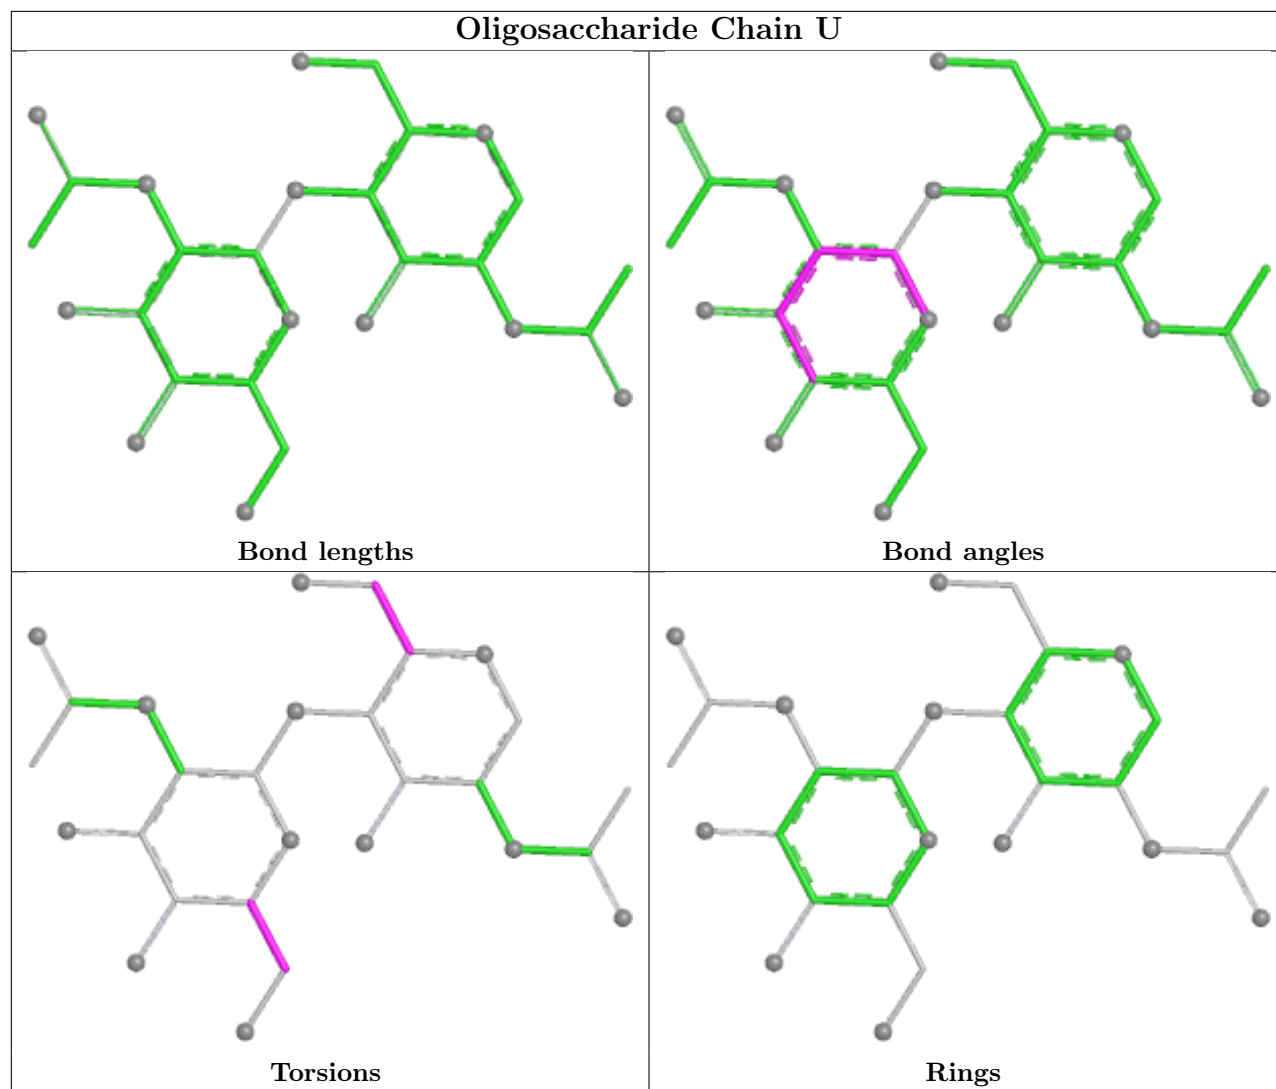 Oligosaccharide Chain U
Bond lengths
Bond angles
Torsions
Rings